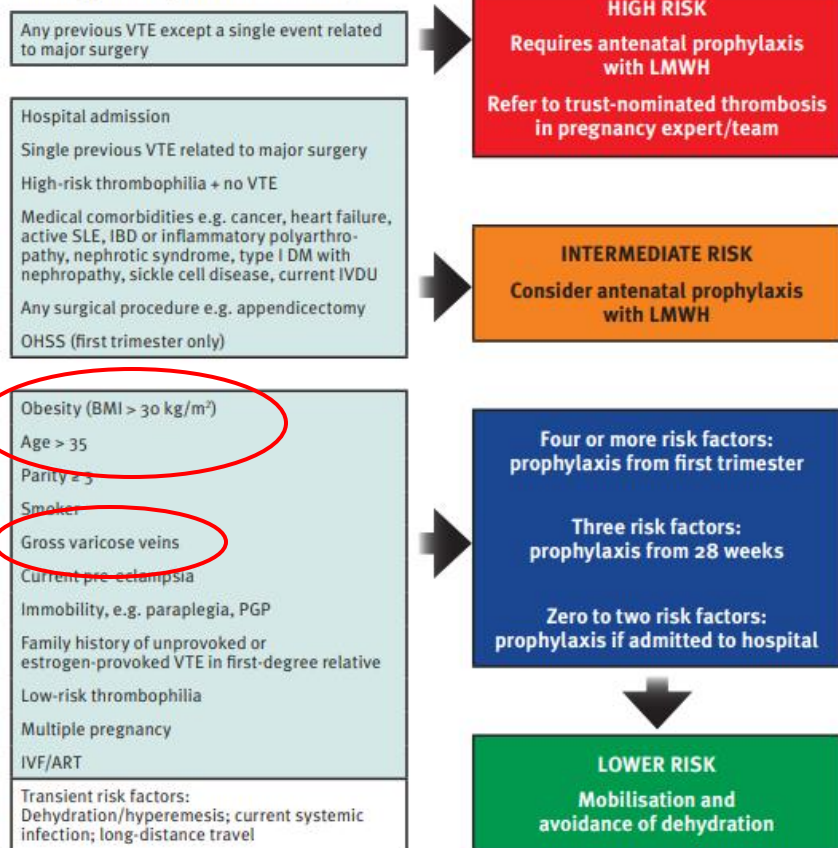 Any previous VTE except a single event related
to major surgery
HIGH RISK
Requires antenatal prophylaxis
with LMWH
Refer to trust-nominated thrombosis
in pregnancy expert/team
Hospital admission
Single previous VTE related to major surgery
High-risk thrombophilia + no VTE
Medical comorbidities e.g. cancer, heart failure,
active SLE, IBD or inflammatory polyarthro-
pathy, nephrotic syndrome, type I DM with
nephropathy, sickle cell disease, current IVDU
Any surgical procedure e.g. appendicectomy
OHSS (first trimester only)
INTERMEDIATE RISK
Consider antenatal prophylaxis
with LMWH
Obesity (BMI > 30 kg/m²)
Age > 35
Parity ≥ 3
Smoker
Gross varicose veins
Current pre-eclampsia
Immobility, e.g. paraplegia, PGP
Family history of unprovoked or
estrogen-provoked VTE in first-degree relative
Low-risk thrombophilia
Multiple pregnancy
IVF/ART
Transient risk factors:
Dehydration/hyperemesis; current systemic
infection; long-distance travel
Four or more risk factors:
prophylaxis from first trimester
Three risk factors:
prophylaxis from 28 weeks
Zero to two risk factors:
prophylaxis if admitted to hospital
LOWER RISK
Mobilisation and
avoidance of dehydration